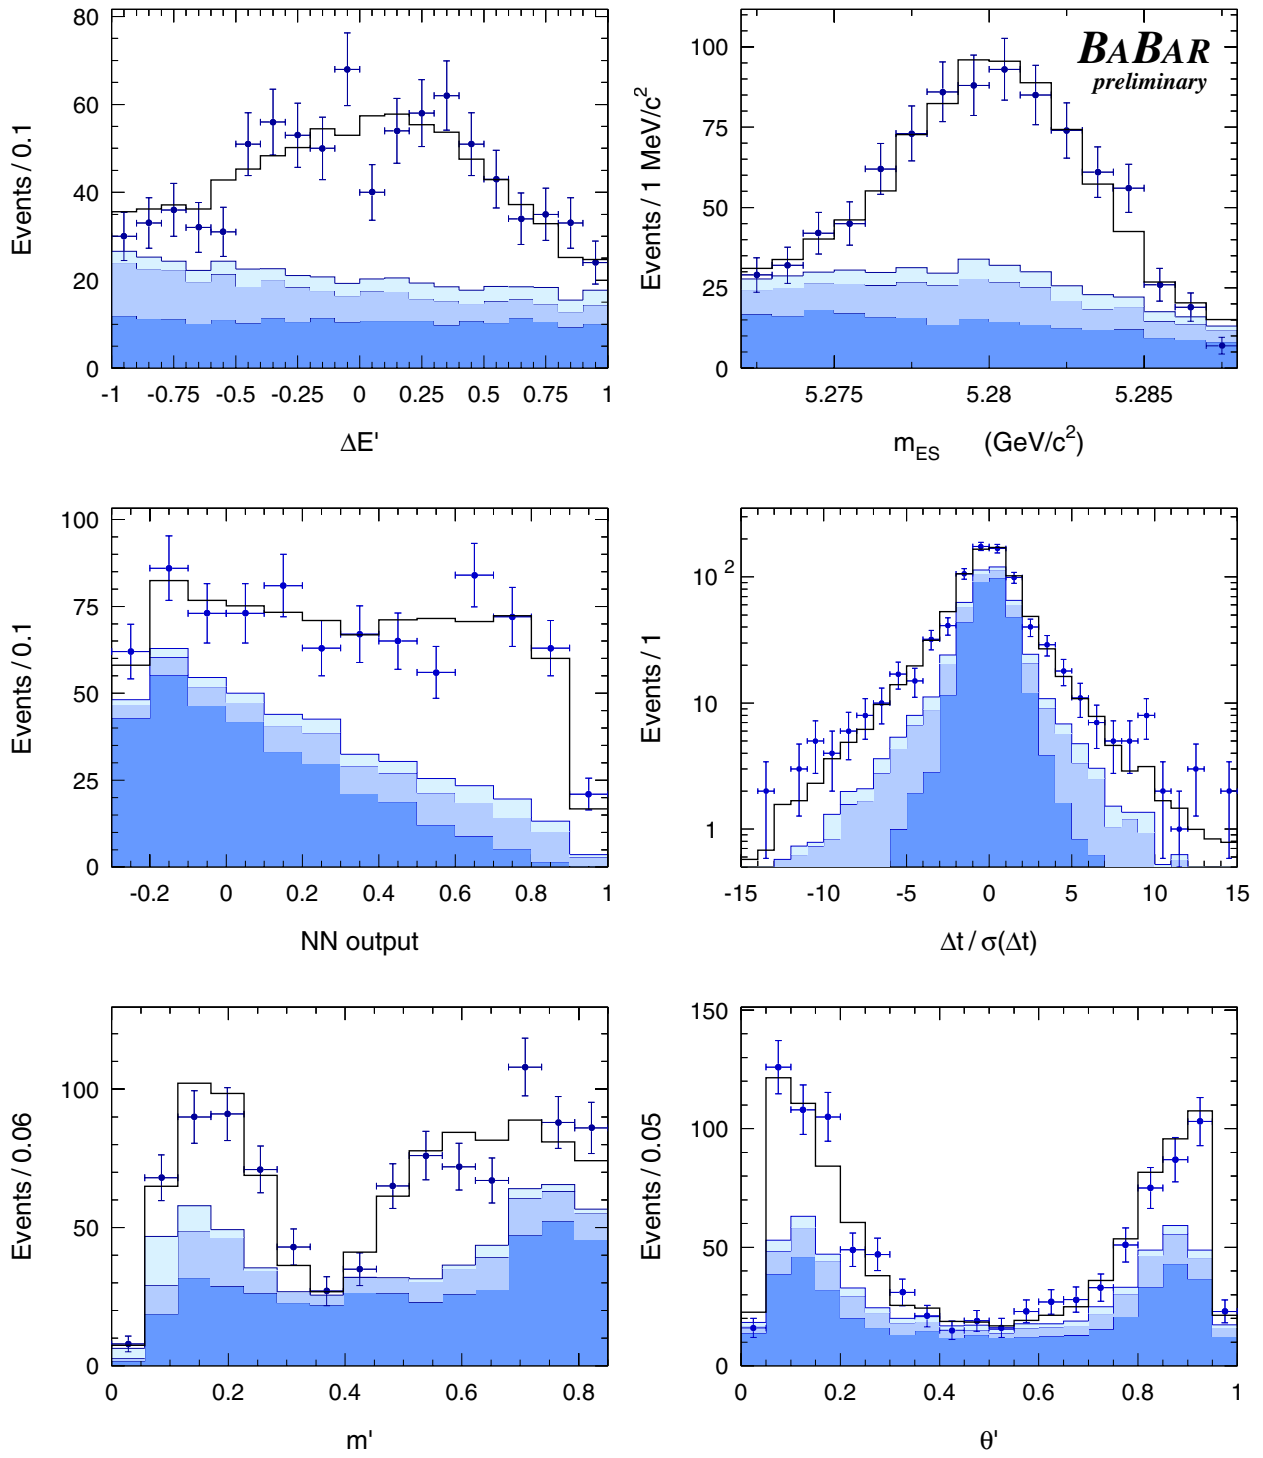 80
60
40
20
0
Events / 0.1
-1 -0.75 -0.5 -0.25 0 0.25 0.5 0.75 1
ΔE'
BABAR
preliminary
100
75
50
25
0
Events / 1 MeV/c²
5.275 5.28 5.285
m_ES (GeV/c²)
100
75
50
25
0
Events / 0.1
-0.2 0 0.2 0.4 0.6 0.8 1
NN output
10²
10
1
Events / 1
-15 -10 -5 0 5 10 15
Δt / σ(Δt)
100
50
0
Events / 0.06
0 0.2 0.4 0.6 0.8
m'
150
100
50
0
Events / 0.05
0 0.2 0.4 0.6 0.8 1
θ'